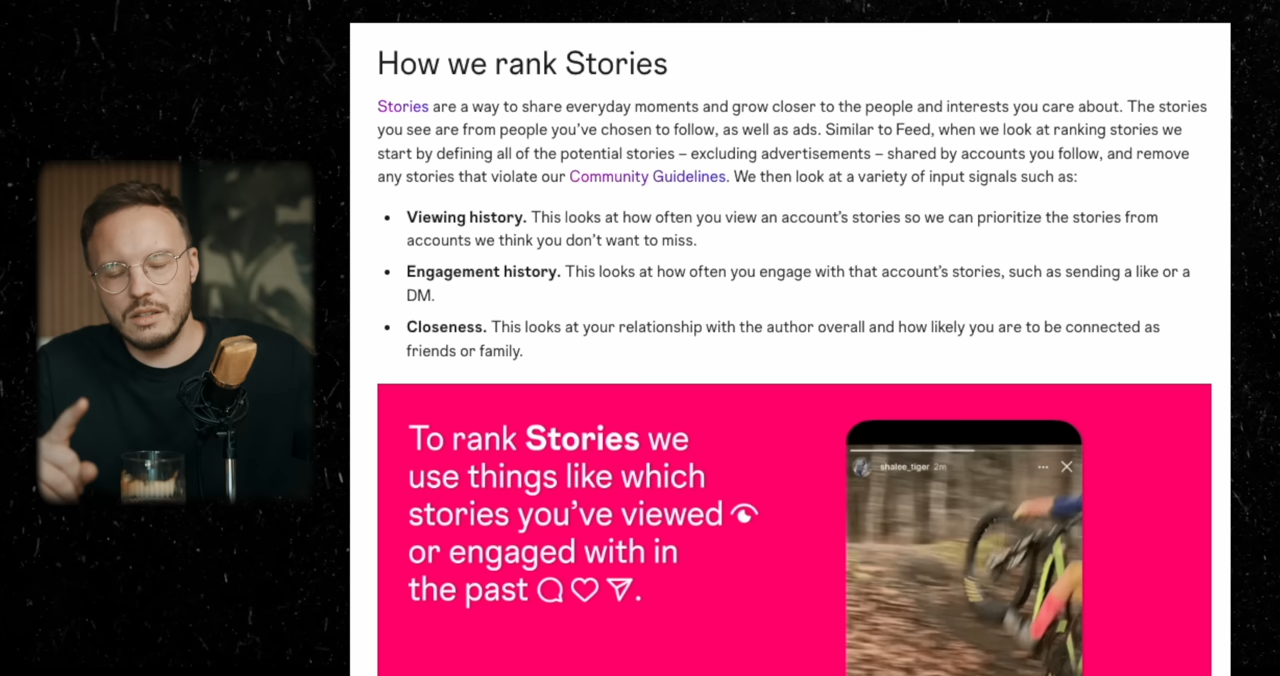 How we rank Stories
Stories are a way to share everyday moments and grow closer to the people and interests you care about. The stories
you see are from people you’ve chosen to follow, as well as ads. Similar to Feed, when we look at ranking stories we
start by defining all of the potential stories – excluding advertisements – shared by accounts you follow, and remove
any stories that violate our Community Guidelines. We then look at a variety of input signals such as:
• Viewing history. This looks at how often you view an account’s stories so we can prioritize the stories from
accounts we think you don’t want to miss.
• Engagement history. This looks at how often you engage with that account’s stories, such as sending a like or a
DM.
• Closeness. This looks at your relationship with the author overall and how likely you are to be connected as
friends or family.
To rank Stories we
use things like which
stories you’ve viewed
or engaged with in
the past .
shalee_tiger 2m